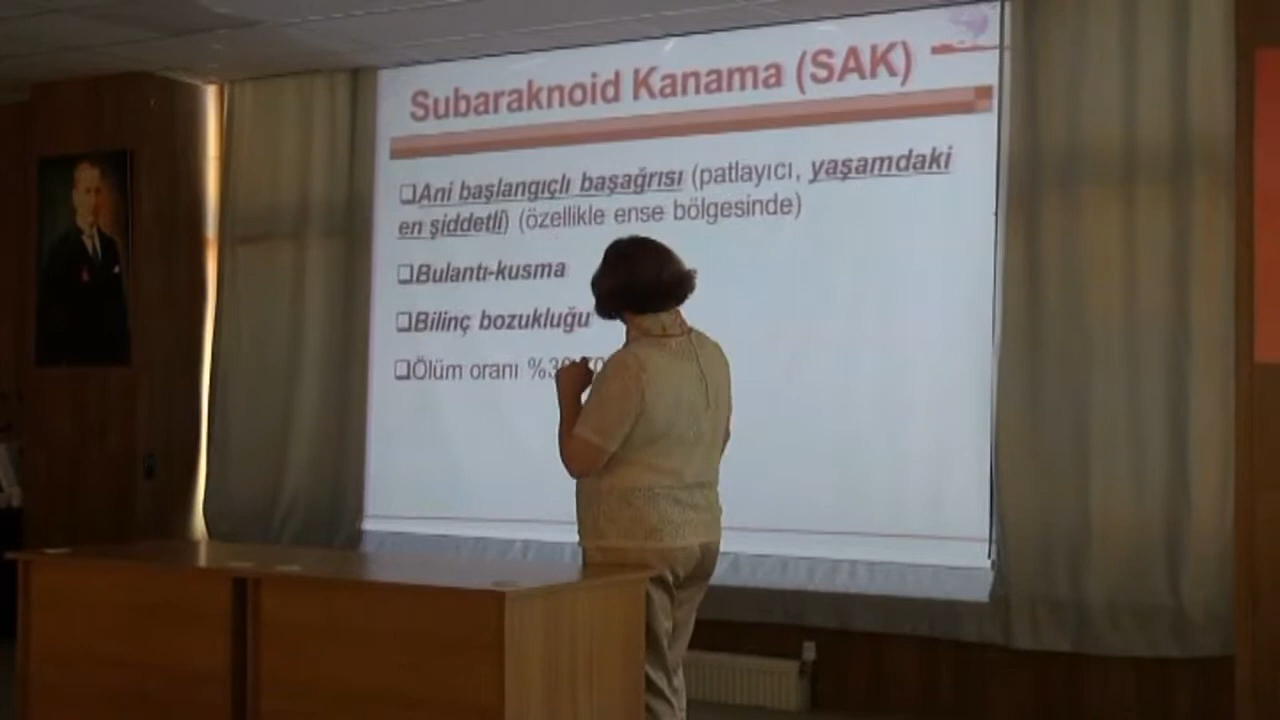 Subaraknoid Kanama (SAK)
❑Ani başlangıçlı başağrısı (patlayıcı, yaşamdaki
en şiddetli) (özellikle ense bölgesinde)
❑Bulantı-kusma
❑Bilinç bozukluğu
❑Ölüm oranı